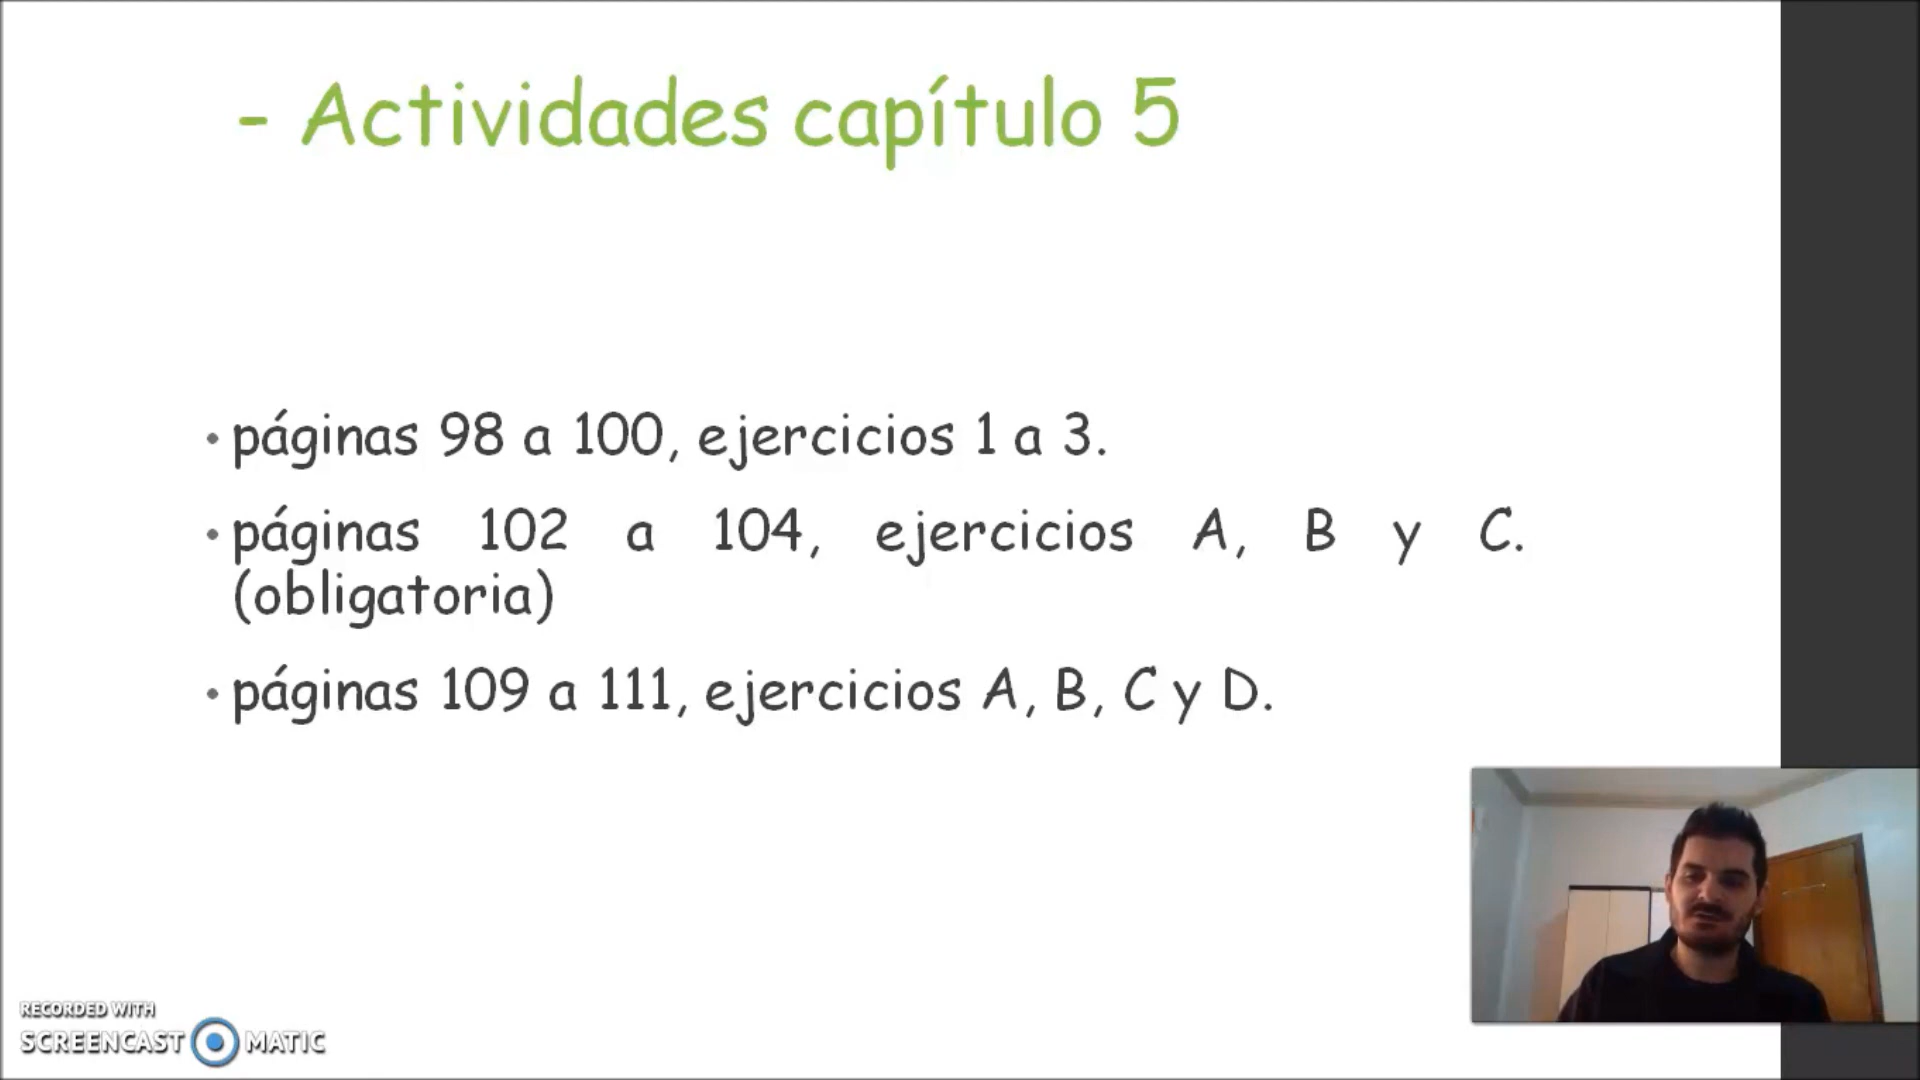 - Actividades capítulo 5
• páginas 98 a 100, ejercicios 1 a 3.
• páginas 102 a 104, ejercicios A, B y C.
(obligatoria)
• páginas 109 a 111, ejercicios A, B, C y D.
RECORDED WITH
SCREENCAST MATIC